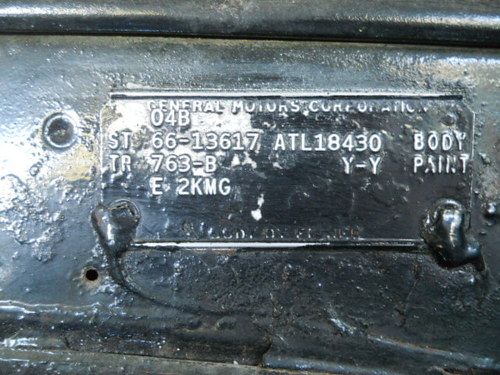 GENERAL MOTORS CORPORATION
04B
ST 66-13617 ATL18430 BODY
TR 763-B Y-Y PAINT
E 2KMG